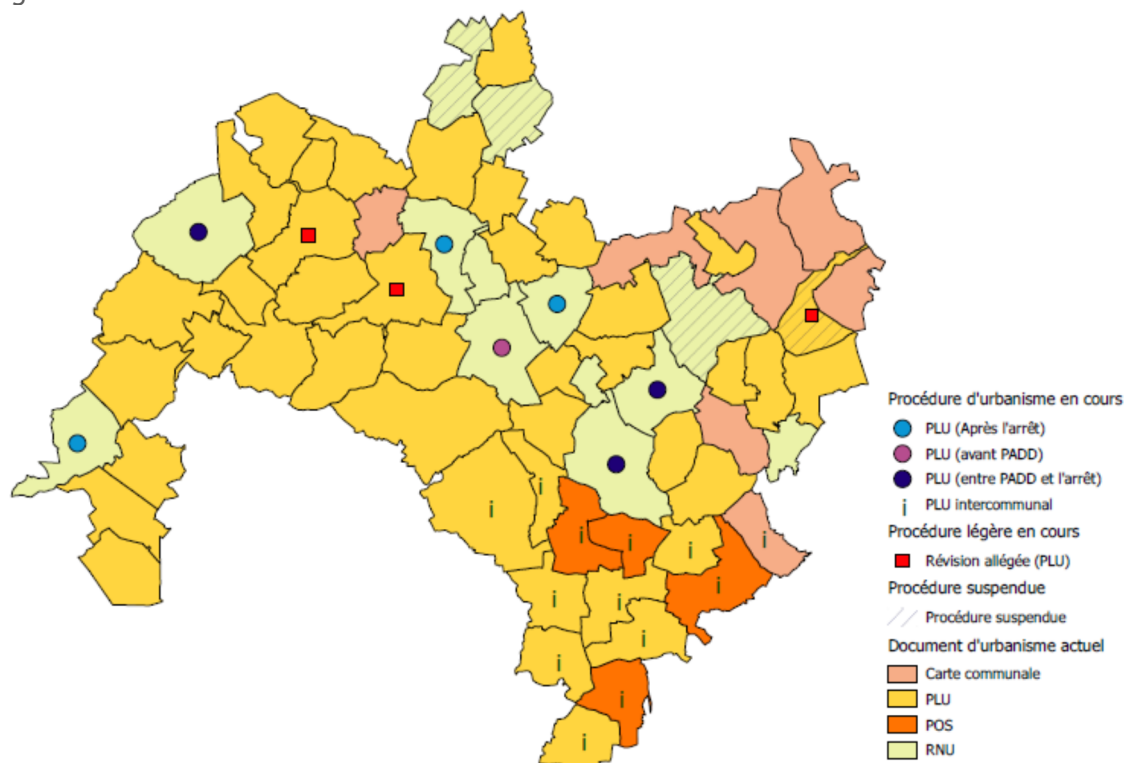 i
i
i
i
i
i
i
i
i
i
i
i
i
Procédure d'urbanisme en cours
PLU (Après l'arrêt)
PLU (avant PADD)
PLU (entre PADD et l'arrêt)
i PLU intercommunal
Procédure légère en cours
Révision allégée (PLU)
Procédure suspendue
Procédure suspendue
Document d'urbanisme actuel
Carte communale
PLU
POS
RNU